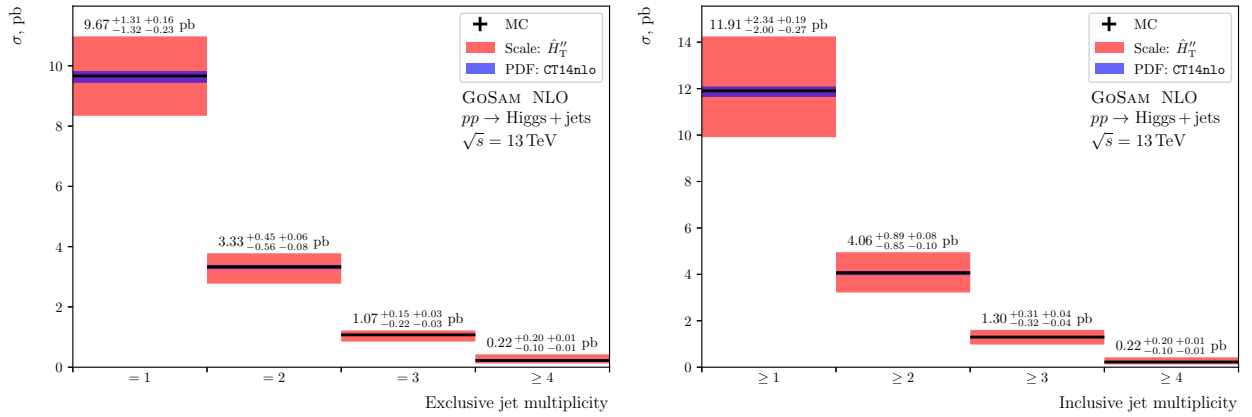 9.67 +1.31 +0.16 −1.32 −0.23 pb
σ, pb
MC
Scale: Ĥ″T
PDF: CT14nlo
GoSam NLO
pp → Higgs + jets
√s = 13 TeV
3.33 +0.45 +0.06 −0.56 −0.08 pb
1.07 +0.15 +0.03 −0.22 −0.03 pb
0.22 +0.20 +0.01 −0.10 −0.01 pb
10
8
6
4
2
0
= 1 = 2 = 3 ≥ 4
Exclusive jet multiplicity
11.91 +2.34 +0.19 −2.00 −0.27 pb
σ, pb
MC
Scale: Ĥ″T
PDF: CT14nlo
GoSam NLO
pp → Higgs + jets
√s = 13 TeV
4.06 +0.89 +0.08 −0.85 −0.10 pb
1.30 +0.31 +0.04 −0.32 −0.04 pb
0.22 +0.20 +0.01 −0.10 −0.01 pb
14
12
10
8
6
4
2
0
≥ 1 ≥ 2 ≥ 3 ≥ 4
Inclusive jet multiplicity